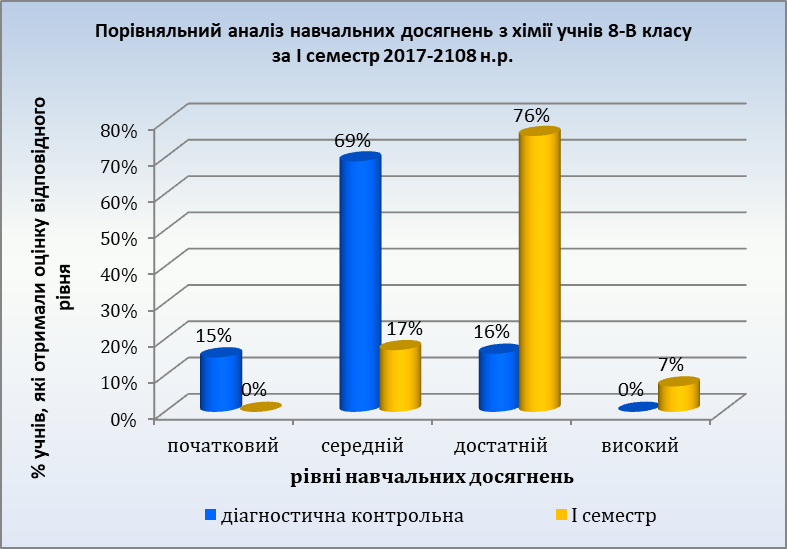 Порівняльний аналіз навчальних досягнень з хімії учнів 8-В класу
за І семестр 2017-2108 н.р.
% учнів, які отримали оцінку відповідного
рівня
80%
70%
60%
50%
40%
30%
20%
10%
0%
15%
0%
69%
17%
16%
76%
0%
7%
початковий
середній
достатній
високий
рівні навчальних досягнень
діагностична контрольна
І семестр